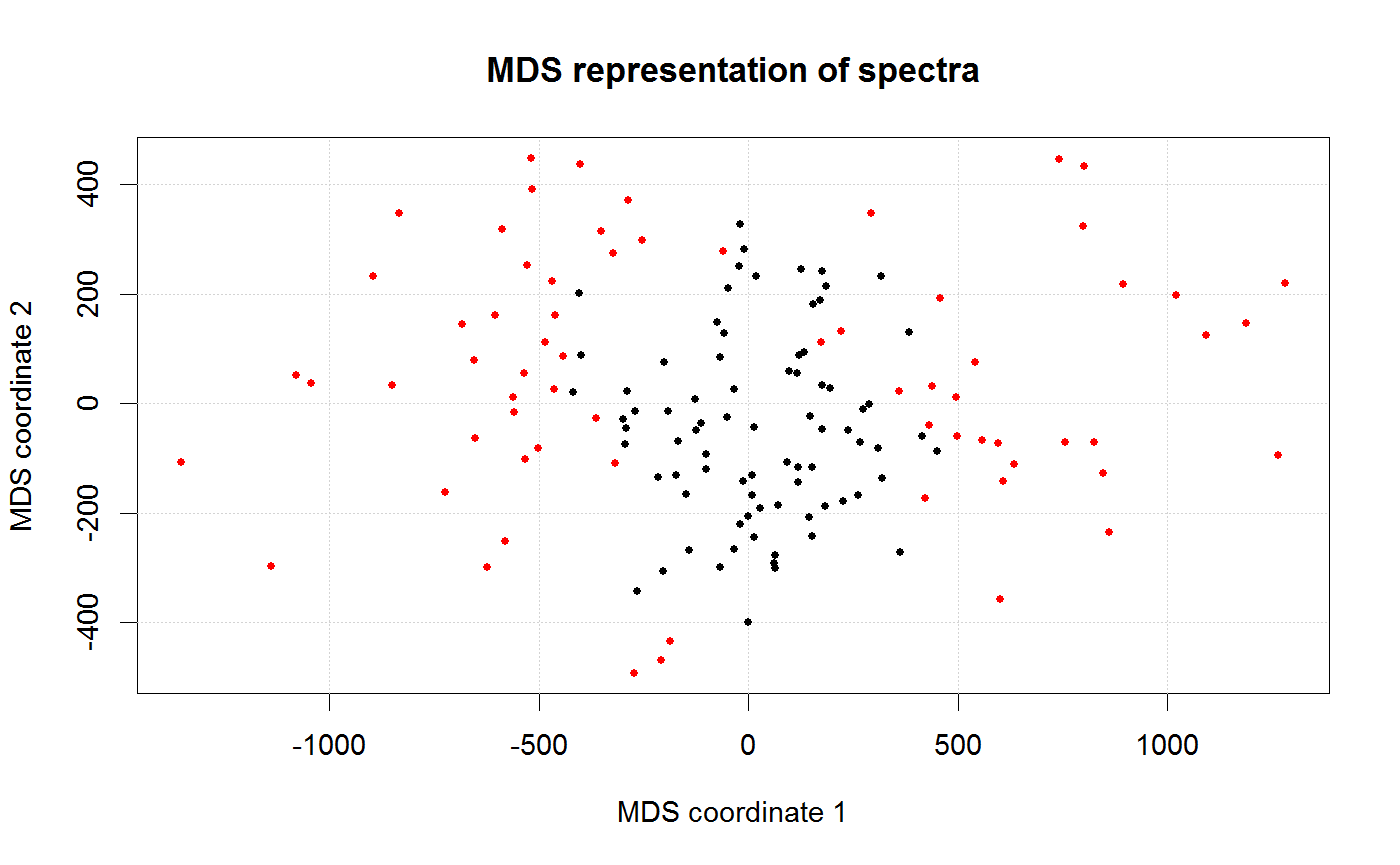 MDS representation of spectra
MDS coordinate 2
400
200
0
-200
-400
-1000 -500 0 500 1000
MDS coordinate 1